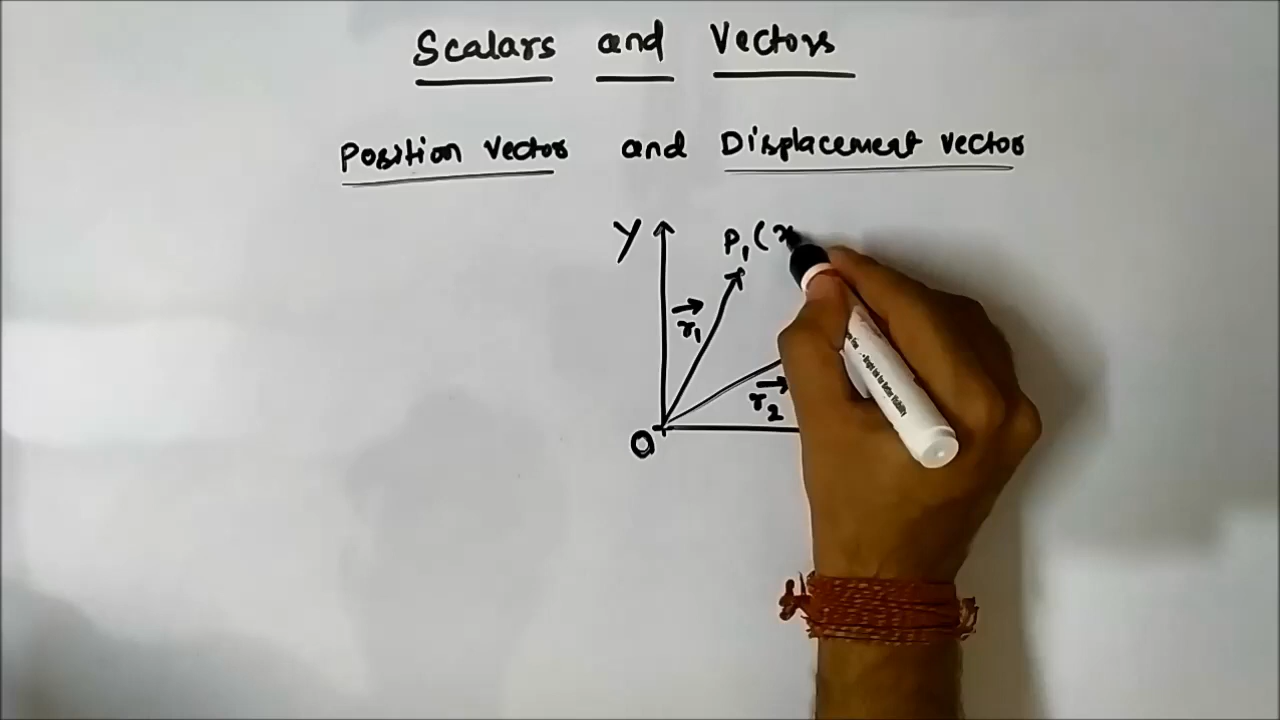 Scalars and Vectors
Position Vector and Displacement vector
Y
P₁(x
r₁
r₂
O